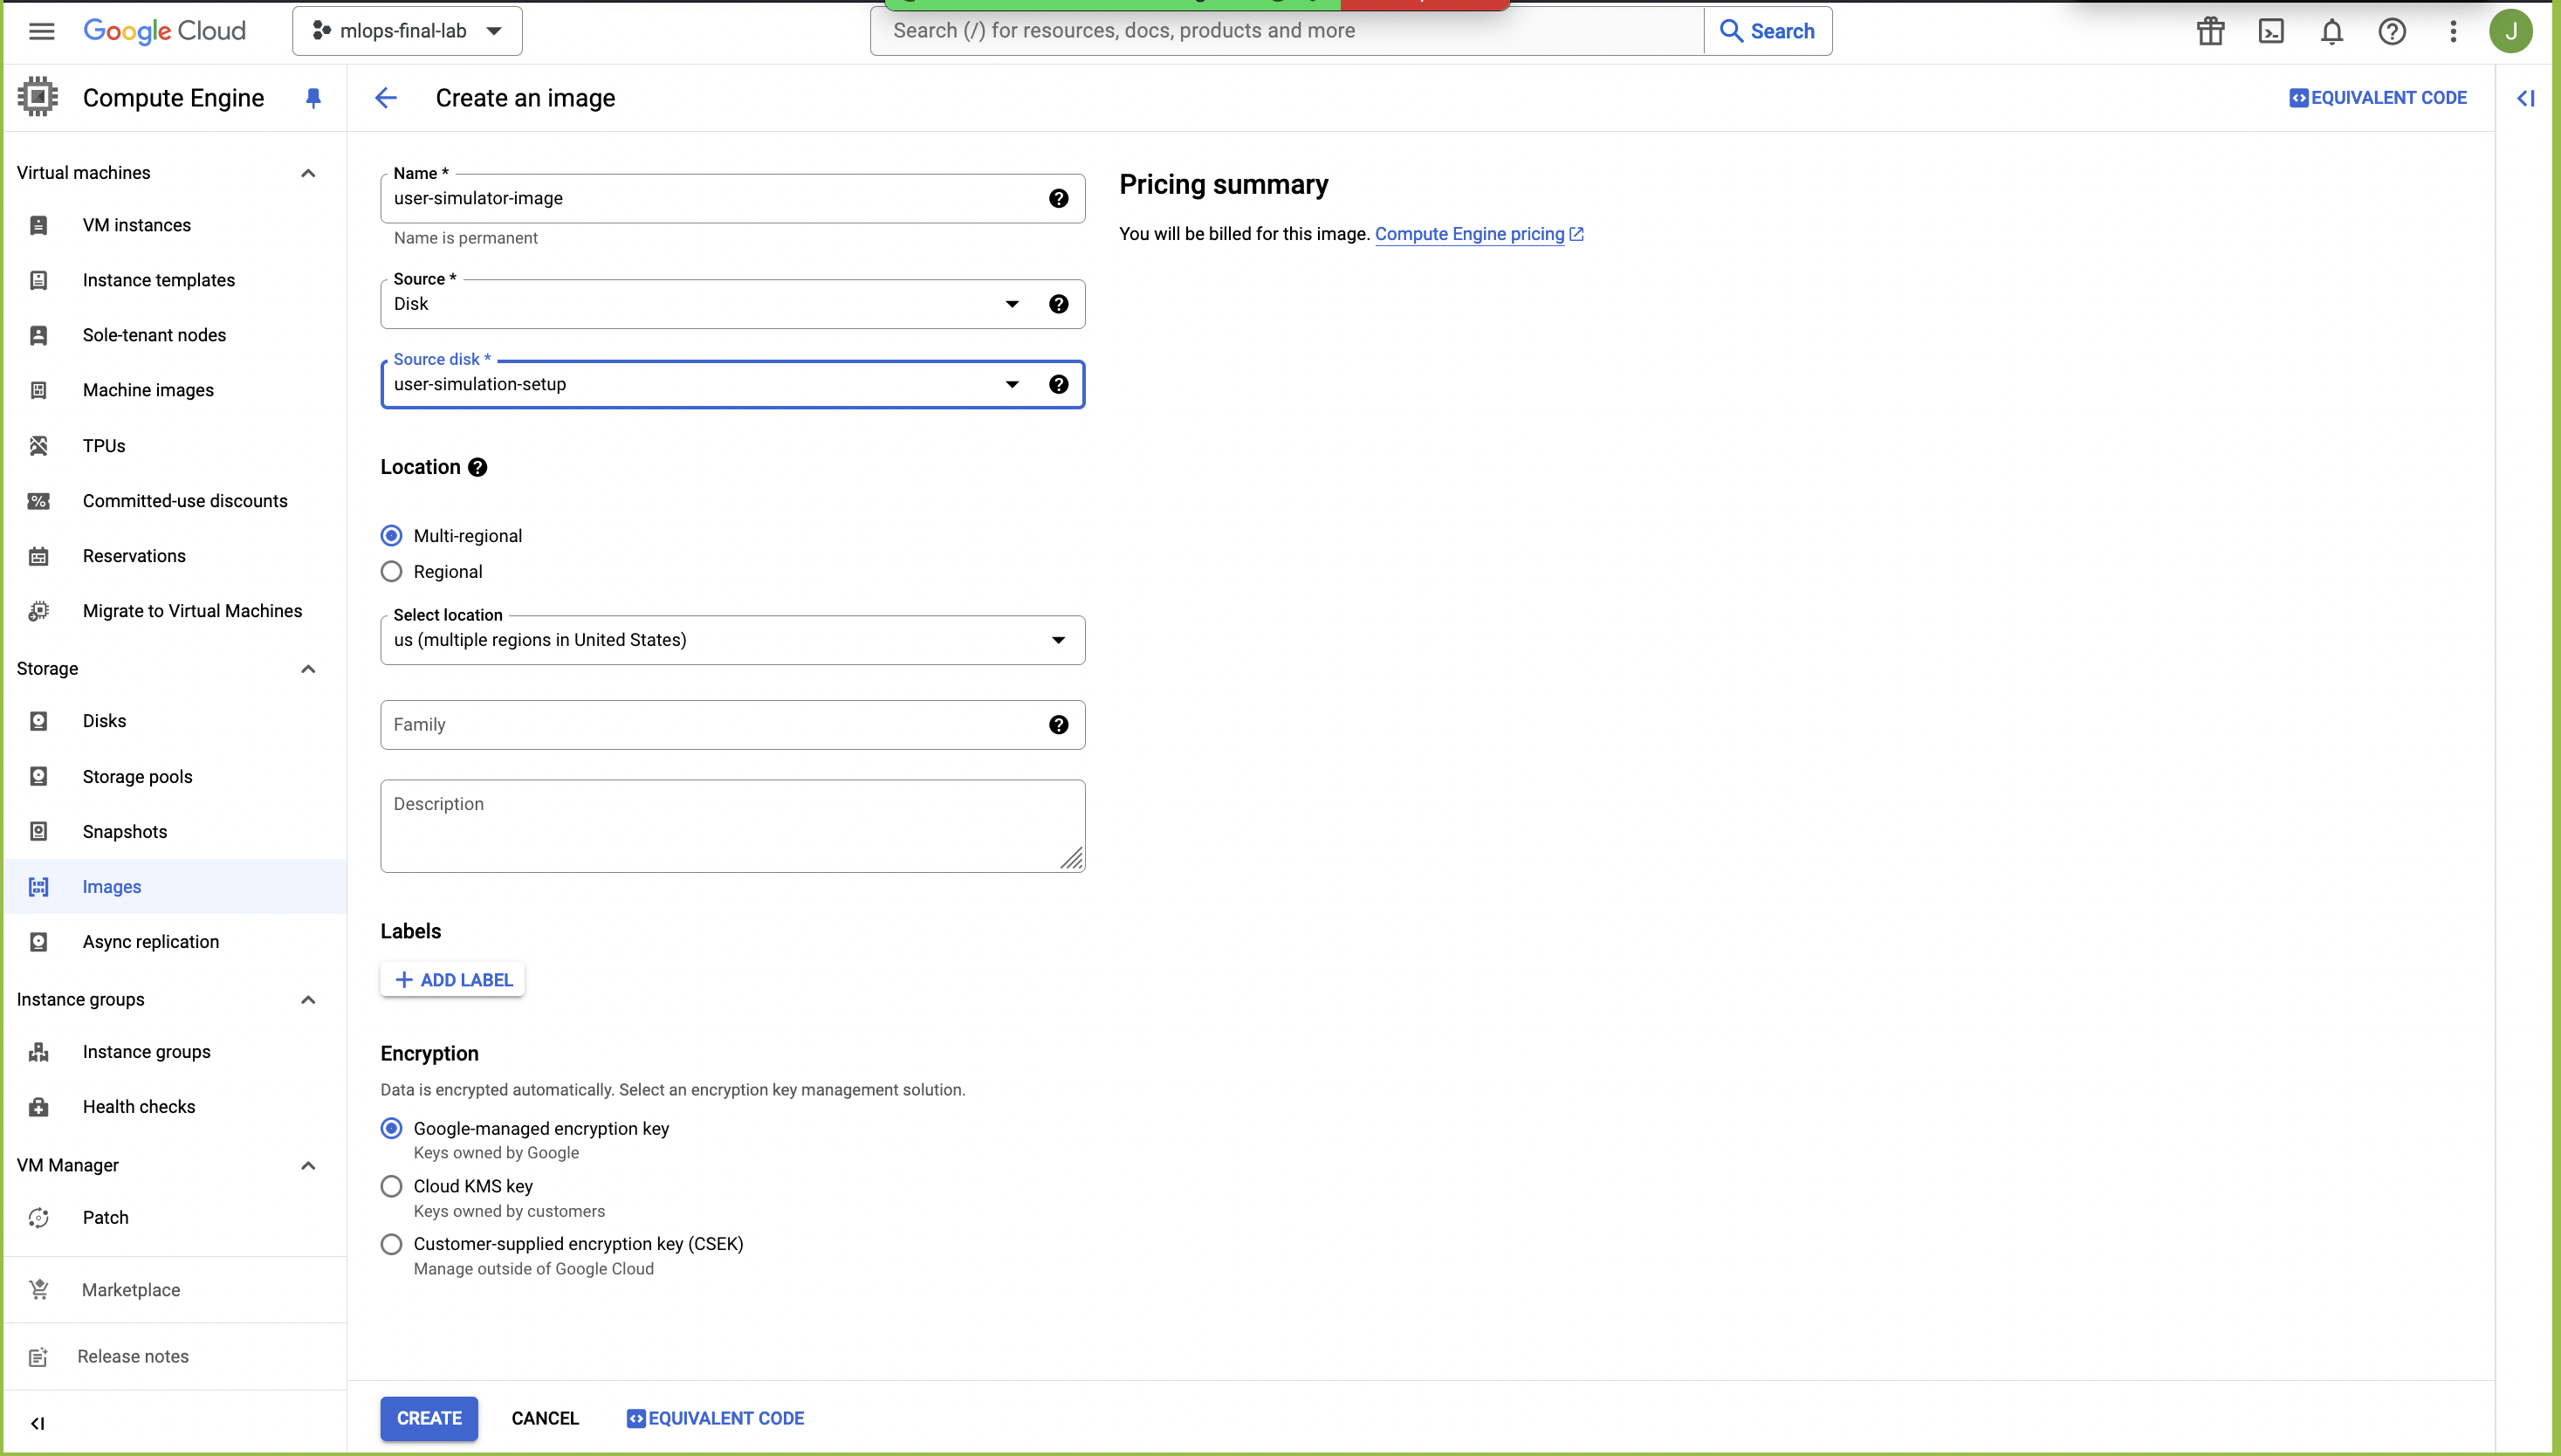 Google Cloud
mlops-final-lab
Search (/) for resources, docs, products and more
Search
J
Compute Engine
Create an image
EQUIVALENT CODE
Virtual machines
VM instances
Instance templates
Sole-tenant nodes
Machine images
TPUs
Committed-use discounts
Reservations
Migrate to Virtual Machines
Storage
Disks
Storage pools
Snapshots
Images
Async replication
Instance groups
Instance groups
Health checks
VM Manager
Patch
Marketplace
Release notes
Name *
user-simulator-image
Name is permanent
Source *
Disk
Source disk *
user-simulation-setup
Location
Multi-regional
Regional
Select location
us (multiple regions in United States)
Family
Description
Labels
ADD LABEL
Encryption
Data is encrypted automatically. Select an encryption key management solution.
Google-managed encryption key
Keys owned by Google
Cloud KMS key
Keys owned by customers
Customer-supplied encryption key (CSEK)
Manage outside of Google Cloud
CREATE
CANCEL
EQUIVALENT CODE
Pricing summary
You will be billed for this image. Compute Engine pricing